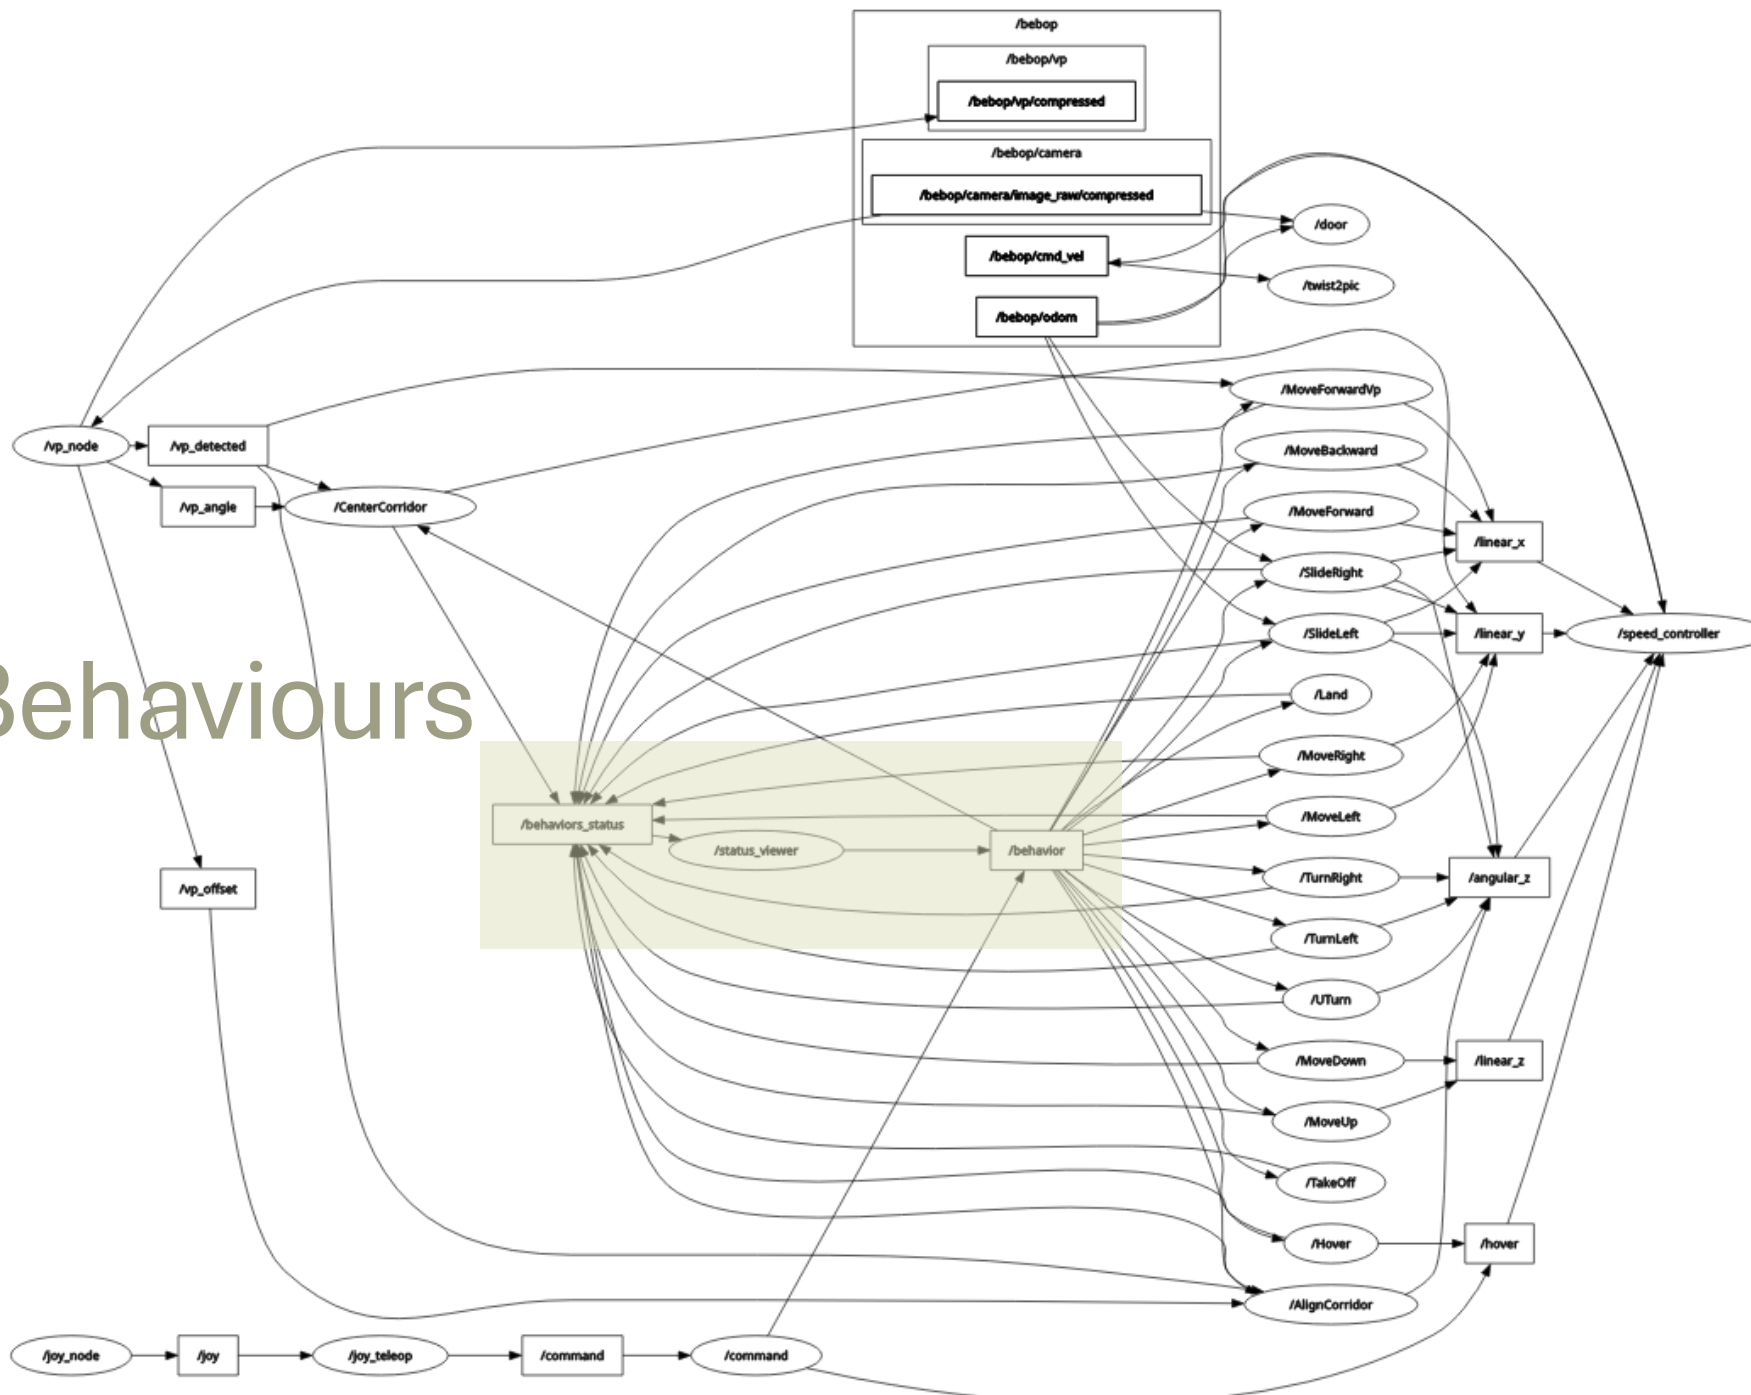 /bebop
/bebop/vp
/bebop/vp/compressed
/bebop/camera
/bebop/camera/image_raw/compressed
/door
/bebop/cmd_vel
/twist2pic
/bebop/odom
/MoveForwardVp
/vp_node
/vp_detected
/MoveBackward
/vp_angle
/CenterCorridor
/MoveForward
/linear_x
/SlideRight
/SlideLeft
/linear_y
/speed_controller
/Land
Behaviours
/MoveRight
/MoveLeft
/behaviors_status
/status_viewer
/behavior
/TurnRight
/angular_z
/vp_offset
/TurnLeft
/UTurn
/MoveDown
/linear_z
/MoveUp
/TakeOff
/Hover
/hover
/AlignCorridor
/joy_node
/joy
/joy_teleop
/command
/command